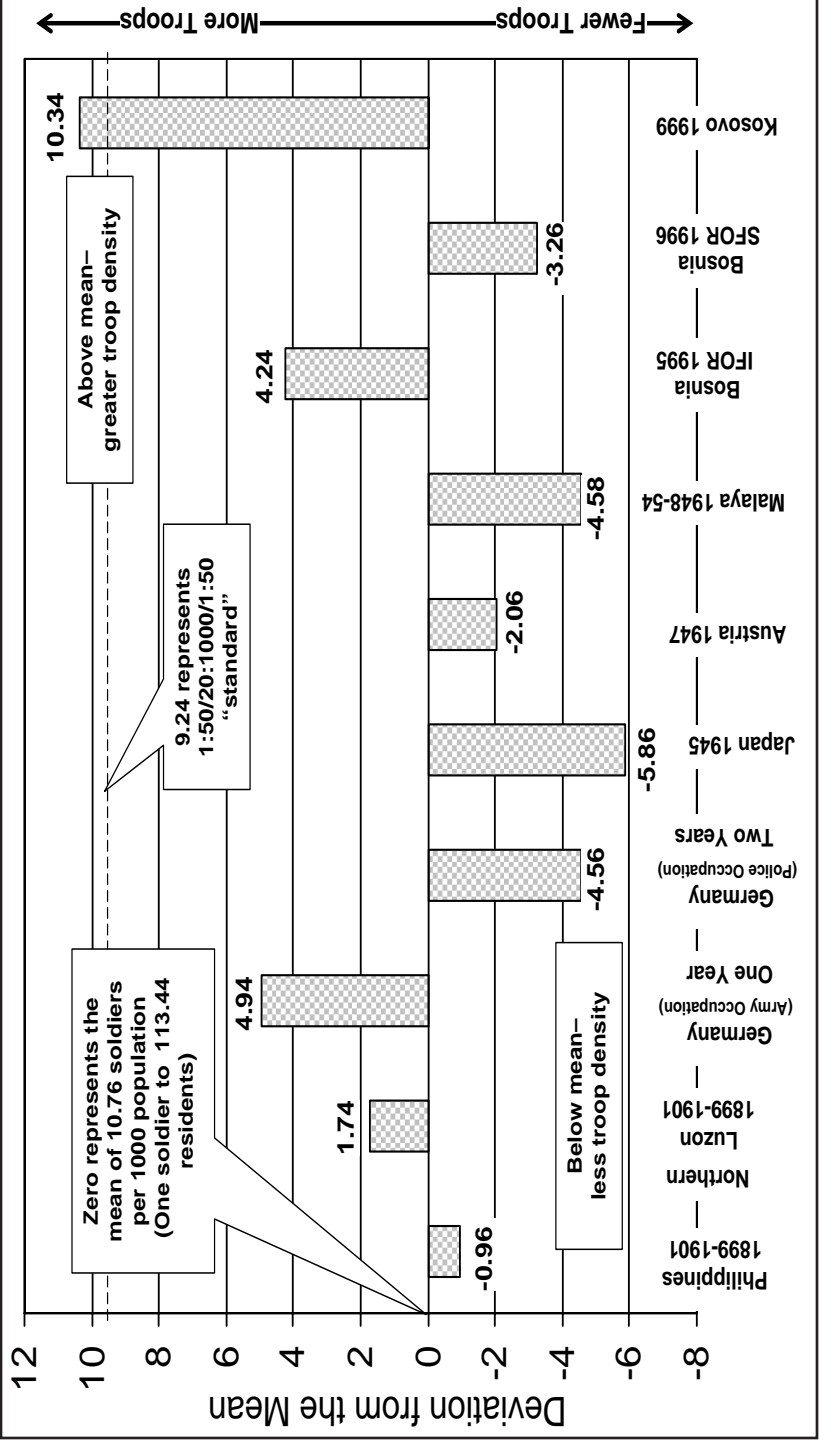 12
10
8
6
4
2
0
-2
-4
-6
-8
Deviation from the Mean
More Troops
Fewer Troops
Zero represents the
mean of 10.76 soldiers
per 1000 population
(One soldier to 113.44
residents)
9.24 represents
1:50/20:1000/1:50
“standard”
Above mean–
greater troop density
Below mean–
less troop density
-0.96
1.74
4.94
-4.56
-5.86
-2.06
-4.58
4.24
-3.26
10.34
Philippines
1899-1901
Northern
Luzon
1899-1901
Germany
(Army Occupation)
One Year
Germany
(Police Occupation)
Two Years
Japan 1945
Austria 1947
Malaya 1948-54
Bosnia
IFOR 1995
Bosnia
SFOR 1996
Kosovo 1999